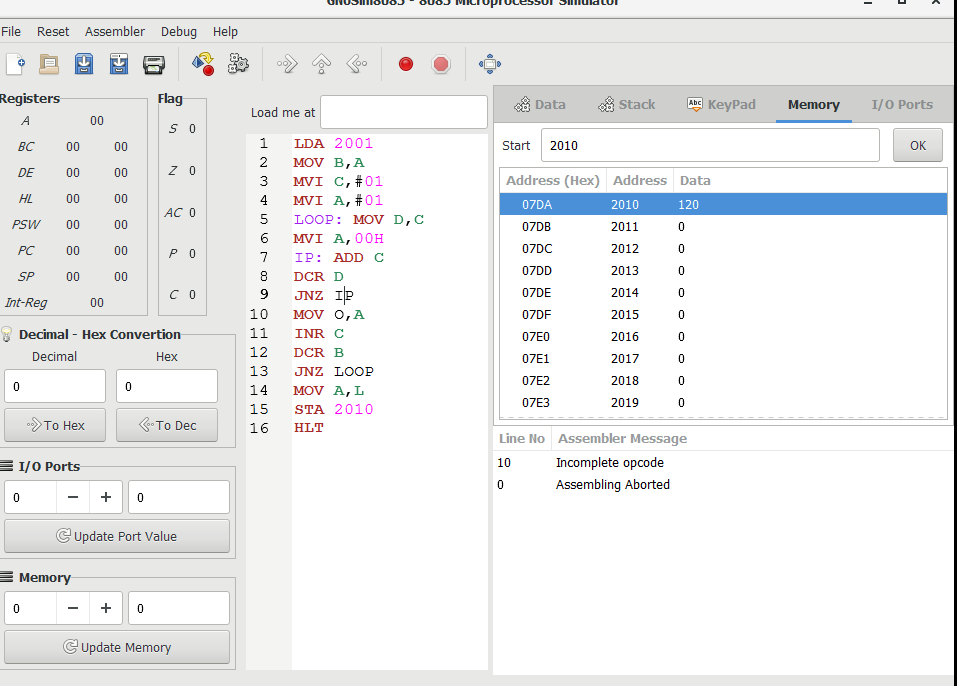 GNUSim8085 - 8085 Microprocessor Simulator
File Reset Assembler Debug Help
Registers
A 00
BC 00 00
DE 00 00
HL 00 00
PSW 00 00
PC 00 00
SP 00 00
Int-Reg 00
Flag
S 0
Z 0
AC 0
P 0
C 0
Decimal - Hex Convertion
Decimal Hex
0 0
To Hex To Dec
I/O Ports
0 − + 0
Update Port Value
Memory
0 − + 0
Update Memory
Load me at
1 LDA 2001
2 MOV B,A
3 MVI C,#01
4 MVI A,#01
5 LOOP: MOV D,C
6 MVI A,00H
7 IP: ADD C
8 DCR D
9 JNZ IP
10 MOV O,A
11 INR C
12 DCR B
13 JNZ LOOP
14 MOV A,L
15 STA 2010
16 HLT
Data Stack Abc KeyPad Memory I/O Ports
Start 2010 OK
Address (Hex) Address Data
07DA 2010 120
07DB 2011 0
07DC 2012 0
07DD 2013 0
07DE 2014 0
07DF 2015 0
07E0 2016 0
07E1 2017 0
07E2 2018 0
07E3 2019 0
Line No Assembler Message
10 Incomplete opcode
0 Assembling Aborted